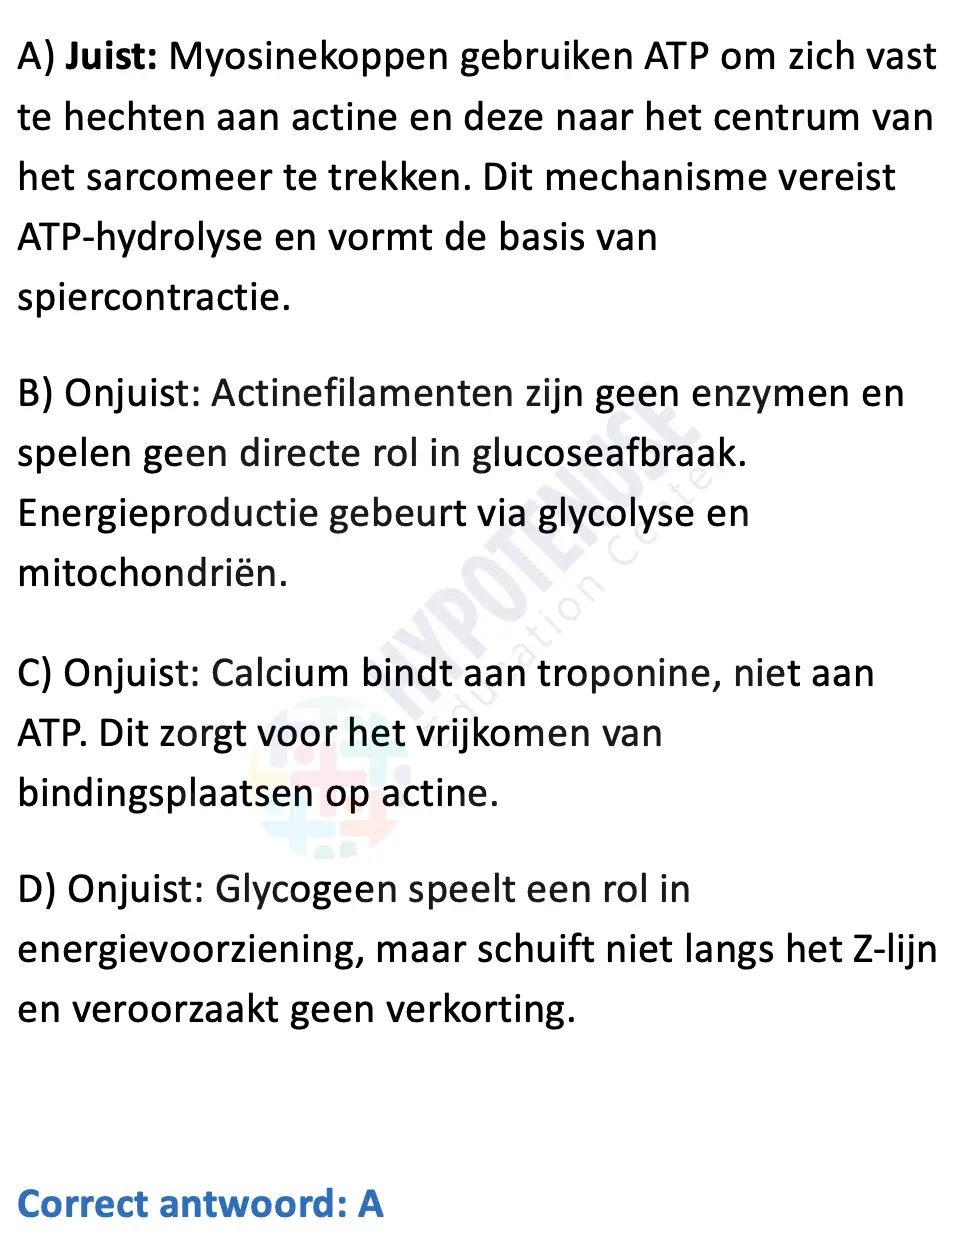 A) Juist: Myosinekoppen gebruiken ATP om zich vast
te hechten aan actine en deze naar het centrum van
het sarcomeer te trekken. Dit mechanisme vereist
ATP-hydrolyse en vormt de basis van
spiercontractie.
B) Onjuist: Actinefilamenten zijn geen enzymen en
spelen geen directe rol in glucoseafbraak.
Energieproductie gebeurt via glycolyse en
mitochondriën.
C) Onjuist: Calcium bindt aan troponine, niet aan
ATP. Dit zorgt voor het vrijkomen van
bindingsplaatsen op actine.
D) Onjuist: Glycogeen speelt een rol in
energievoorziening, maar schuift niet langs het Z-lijn
en veroorzaakt geen verkorting.
Correct antwoord: A
HYPOTENUSE
Education Center